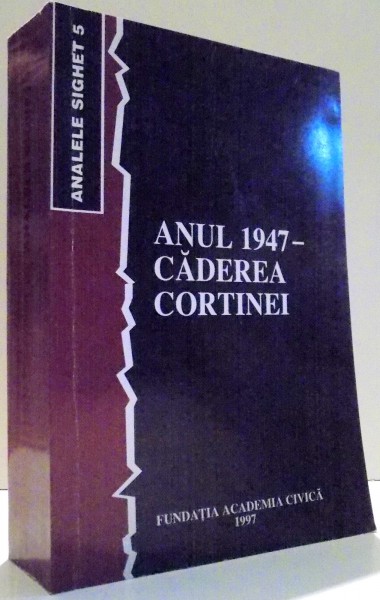 ANALELE SIGHET 5
ANUL 1947–
CĂDEREA
CORTINEI
FUNDAȚIA ACADEMIA CIVICĂ
1997